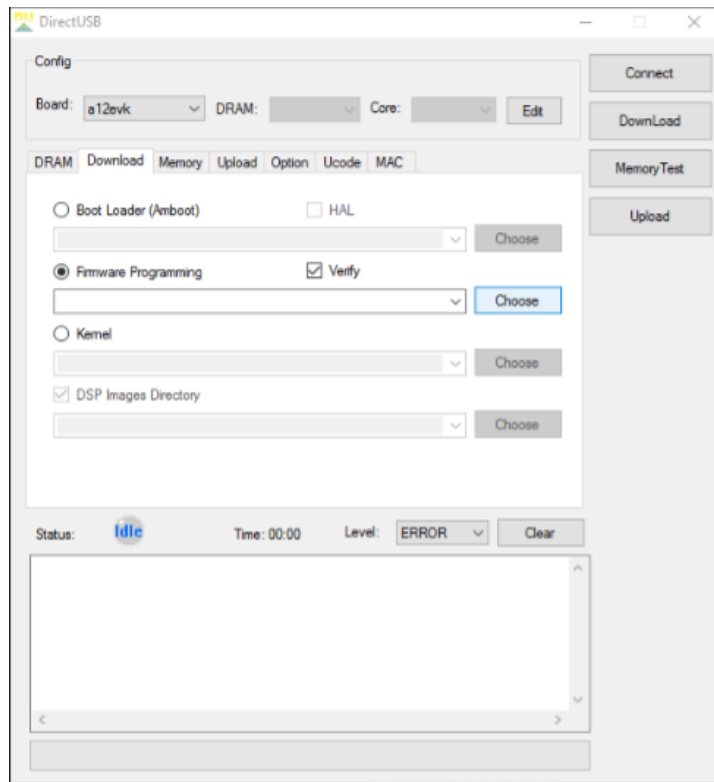 DirectUSB
Config
Connect
Board: a12evk DRAM: Core: Edit
DownLoad
DRAM Download Memory Upload Option Ucode MAC
MemoryTest
Boot Loader (Amboot) HAL
Upload
Choose
Firmware Programming Verify
Choose
Kernel
Choose
DSP Images Directory
Choose
Status: Idle Time: 00:00 Level: ERROR Clear